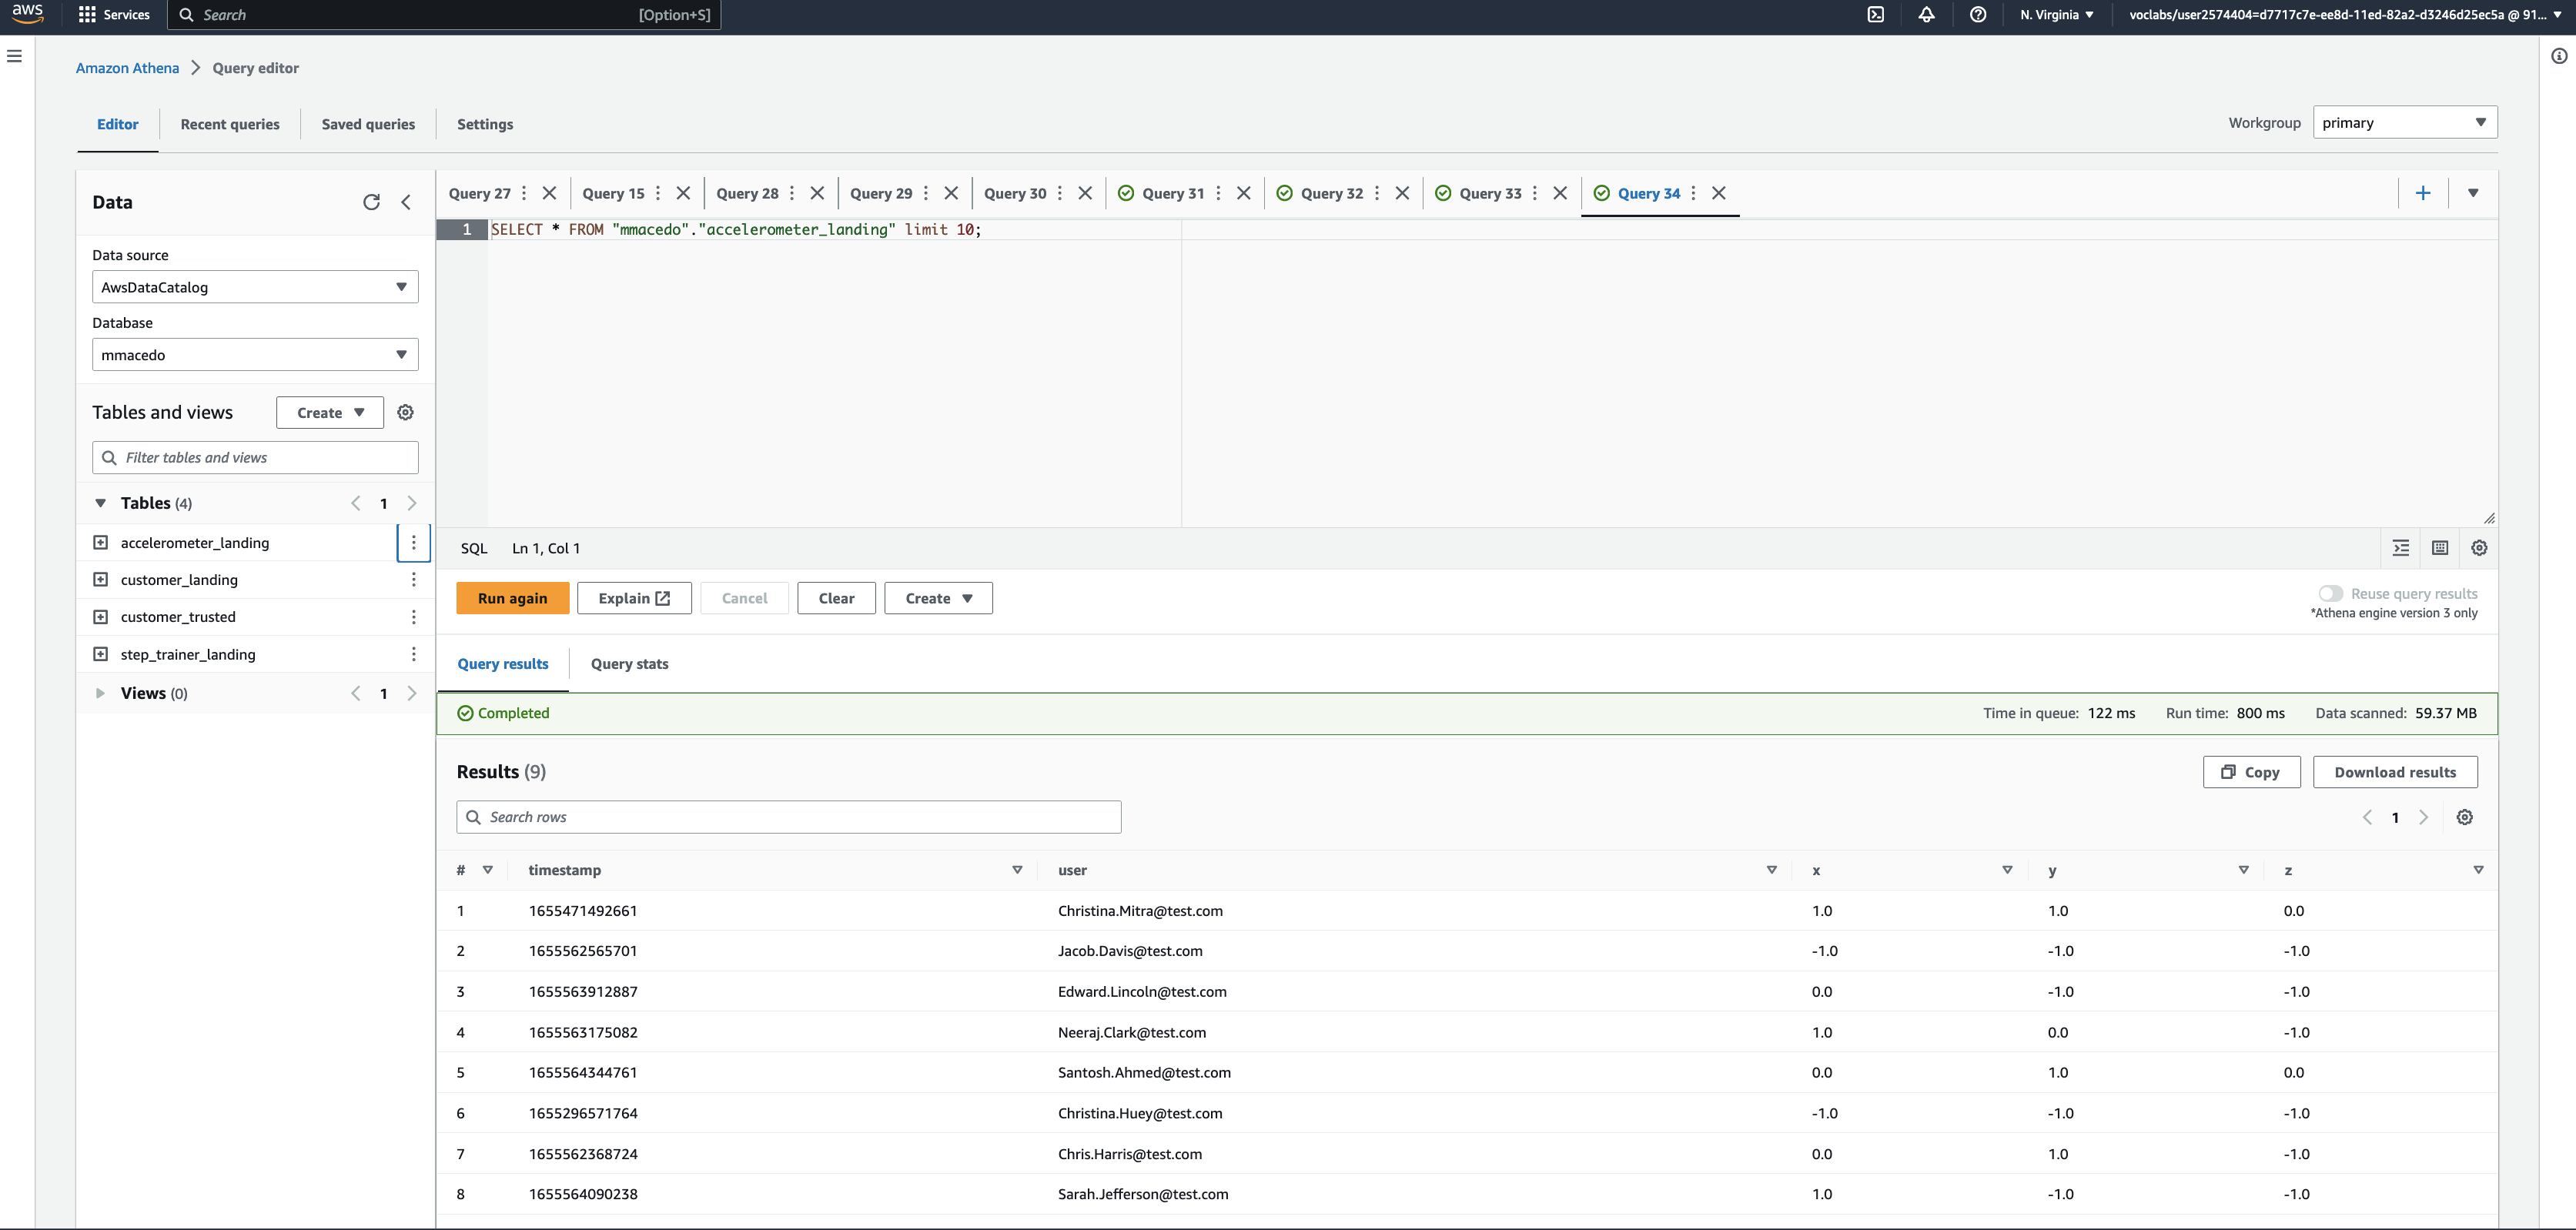 aws Services Search [Option+S] N. Virginia voclabs/user2574404=d7717c7e-ee8d-11ed-82a2-d3246d25ec5a @ 91...
Amazon Athena > Query editor
Editor Recent queries Saved queries Settings Workgroup primary
Data
Data source
AwsDataCatalog
Database
mmacedo
Tables and views Create
Filter tables and views
Tables (4) 1
accelerometer_landing
customer_landing
customer_trusted
step_trainer_landing
Views (0) 1
Query 27 Query 15 Query 28 Query 29 Query 30 Query 31 Query 32 Query 33 Query 34
1 SELECT * FROM "mmacedo"."accelerometer_landing" limit 10;
SQL Ln 1, Col 1
Run again Explain Cancel Clear Create Reuse query results
*Athena engine version 3 only
Query results Query stats
Completed Time in queue: 122 ms Run time: 800 ms Data scanned: 59.37 MB
Results (9) Copy Download results
Search rows 1
# timestamp user x y z
1 1655471492661 Christina.Mitra@test.com 1.0 1.0 0.0
2 1655562565701 Jacob.Davis@test.com -1.0 -1.0 -1.0
3 1655563912887 Edward.Lincoln@test.com 0.0 -1.0 -1.0
4 1655563175082 Neeraj.Clark@test.com 1.0 0.0 -1.0
5 1655564344761 Santosh.Ahmed@test.com 0.0 1.0 0.0
6 1655296571764 Christina.Huey@test.com -1.0 -1.0 -1.0
7 1655562368724 Chris.Harris@test.com 0.0 1.0 -1.0
8 1655564090238 Sarah.Jefferson@test.com 1.0 -1.0 -1.0